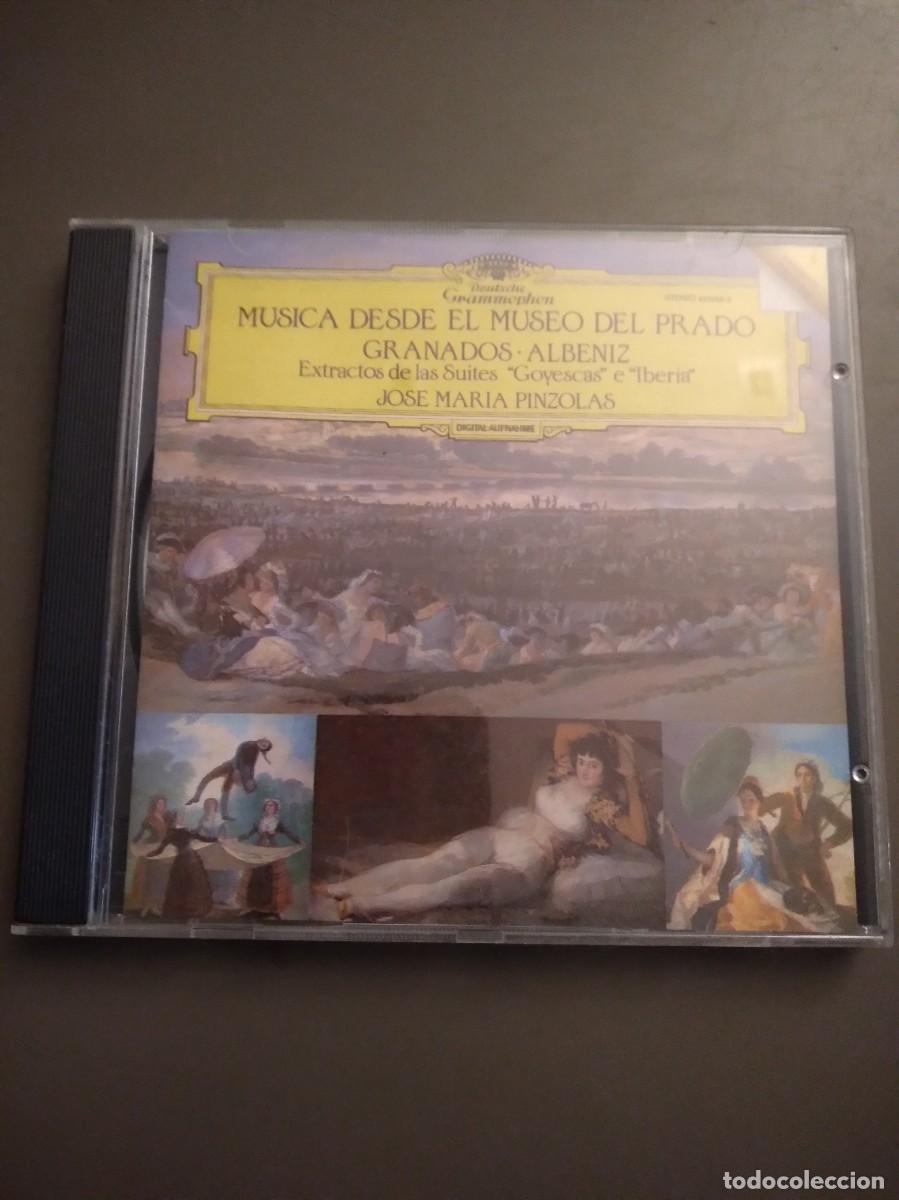 Deutsche
Grammophon
STEREO
MUSICA DESDE EL MUSEO DEL PRADO
GRANADOS · ALBENIZ
Extractos de las Suites "Goyescas" e "Iberia"
JOSE MARIA PINZOLAS
DIGITAL-AUFNAHME
todocoleccion